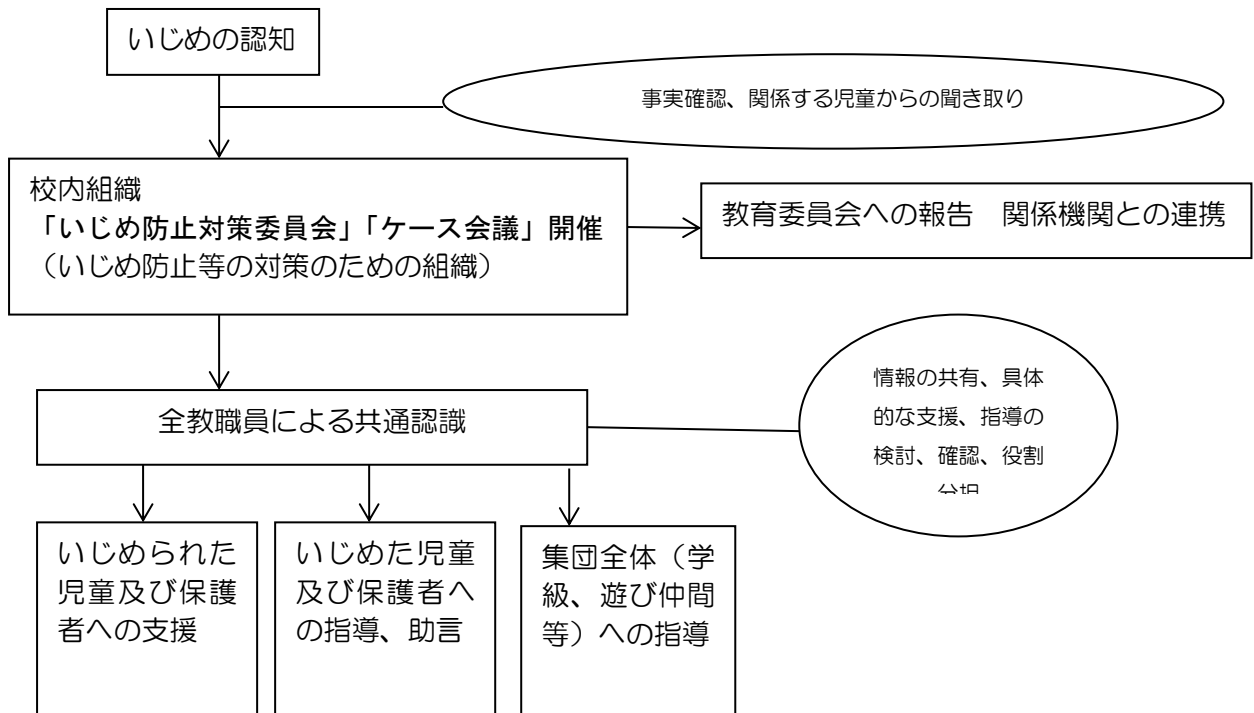 いじめの認知
事実確認、関係する児童からの聞き取り
校内組織
「いじめ防止対策委員会」「ケース会議」開催
（いじめ防止等の対策のための組織）
教育委員会への報告　関係機関との連携
全教職員による共通認識
情報の共有、具体
的な支援、指導の
検討、確認、役割
いじめられた
児童及び保護
者への支援
いじめた児童
及び保護者へ
の指導、助言
集団全体（学
級、遊び仲間
等）への指導